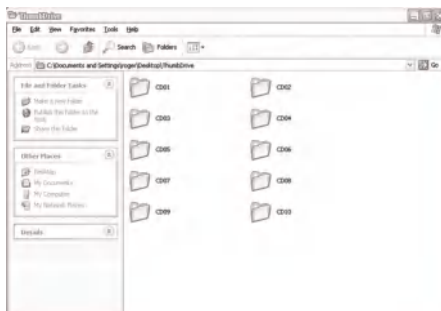 ThumbDrive
File Edit View Favorites Tools Help
Back Search Folders
Address C:\Documents and Settings\roger\Desktop\ThumbDrive Go
File and Folder Tasks
Make a new folder
Publish this folder to the Web
Share this folder
Other Places
Desktop
My Documents
My Computer
My Network Places
Details
CD01 CD02
CD03 CD04
CD05 CD06
CD07 CD08
CD09 CD10